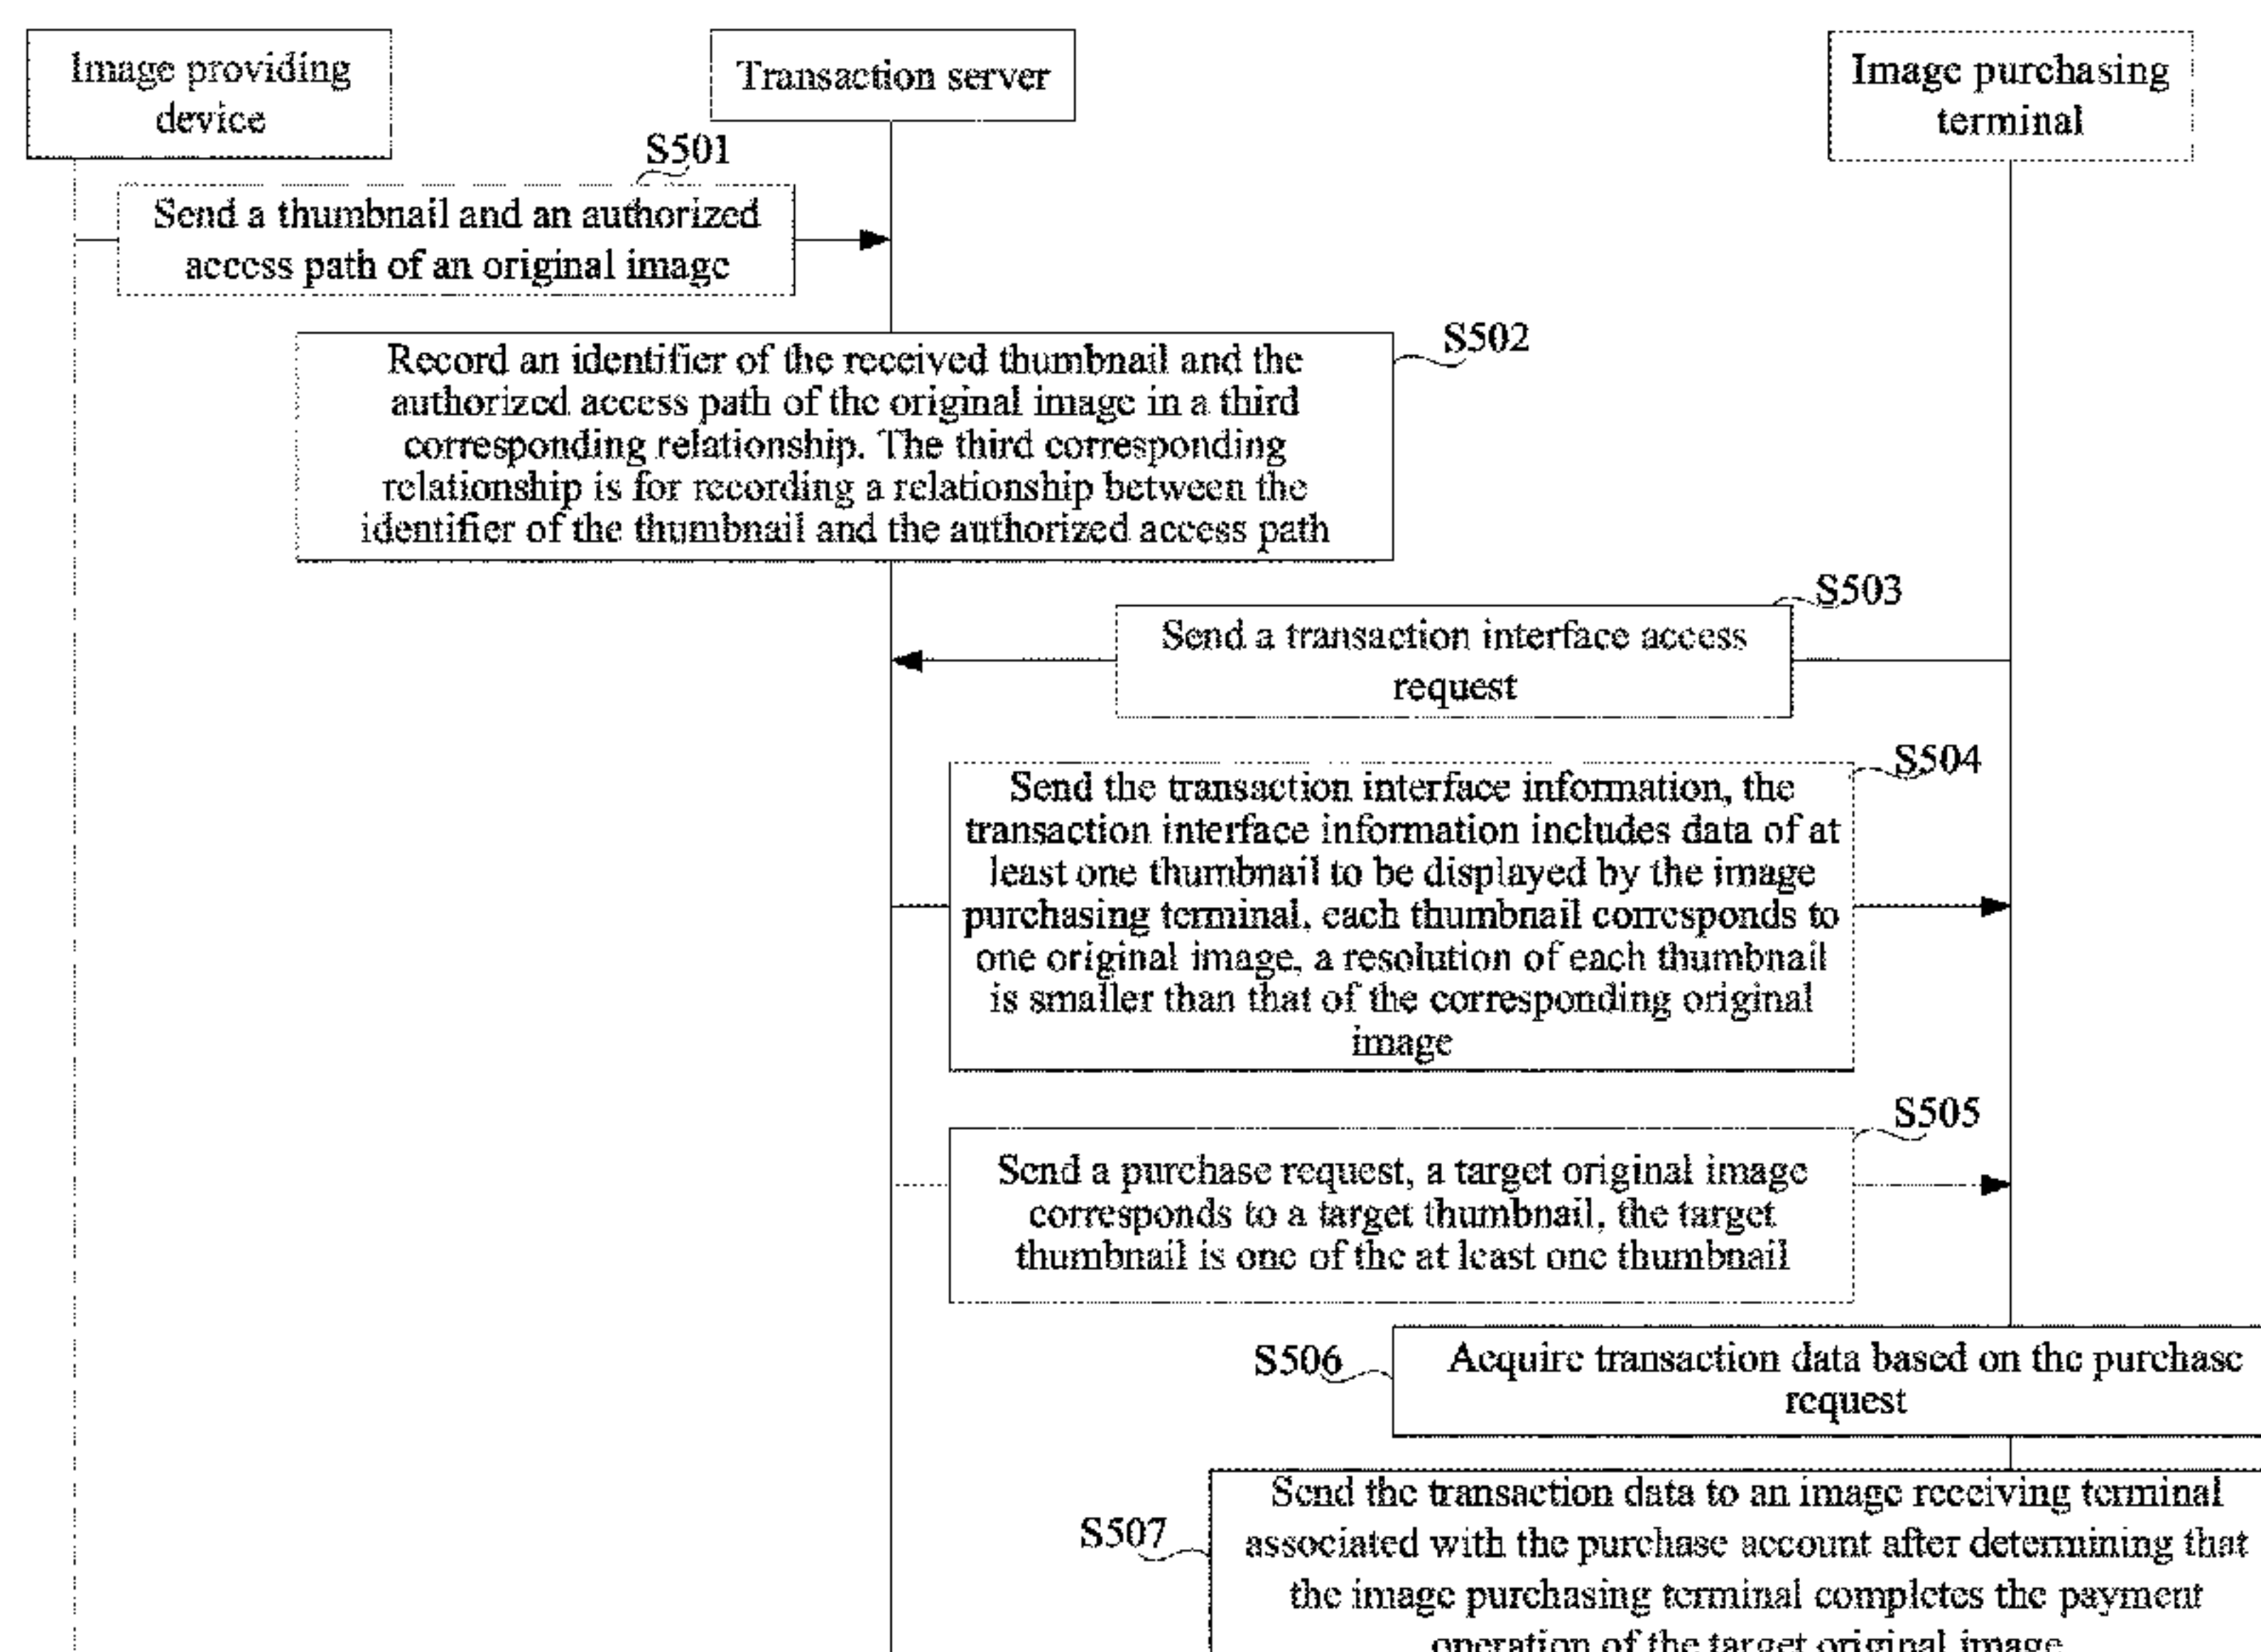 Image providing
device
Transaction server
Image purchasing
terminal
S501
Send a thumbnail and an authorized
access path of an original image
S502
Record an identifier of the received thumbnail and the
authorized access path of the original image in a third
corresponding relationship. The third corresponding
relationship is for recording a relationship between the
identifier of the thumbnail and the authorized access path
S503
Send a transaction interface access
request
S504
Send the transaction interface information, the
transaction interface information includes data of at
least one thumbnail to be displayed by the image
purchasing terminal, each thumbnail corresponds to
one original image, a resolution of each thumbnail
is smaller than that of the corresponding original
image
S505
Send a purchase request, a target original image
corresponds to a target thumbnail, the target
thumbnail is one of the at least one thumbnail
S506
Acquire transaction data based on the purchase
request
S507
Send the transaction data to an image receiving terminal
associated with the purchase account after determining that
the image purchasing terminal completes the payment
operation of the target original image